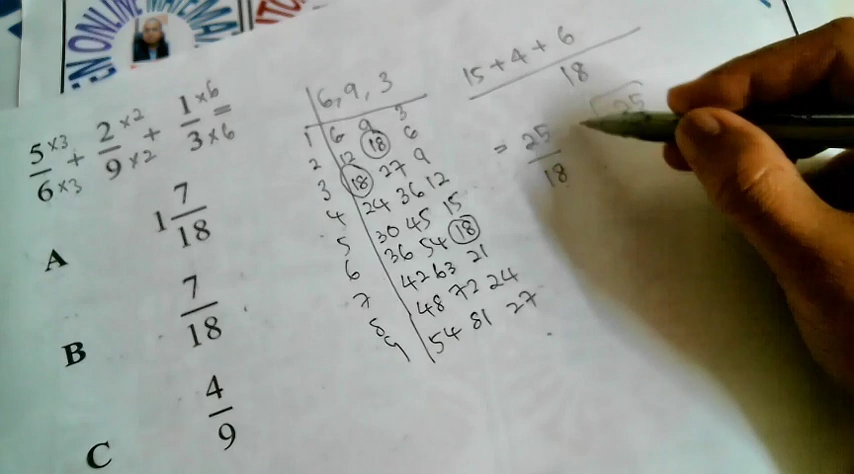 EN ONLINE MATEMA
5/6 ×3/×3 + 2/9 ×2/×2 + 1/3 ×6/×6 =
A 1 7/18
B 7/18
C 4/9
6, 9, 3
1 6 9 3
2 12 18 6
3 18 27 9
4 24 36 12
5 30 45 15
6 36 54 18
7 42 63 21
8 48 72 24
9 54 81 27
15 + 4 + 6
18
= 25/18
25